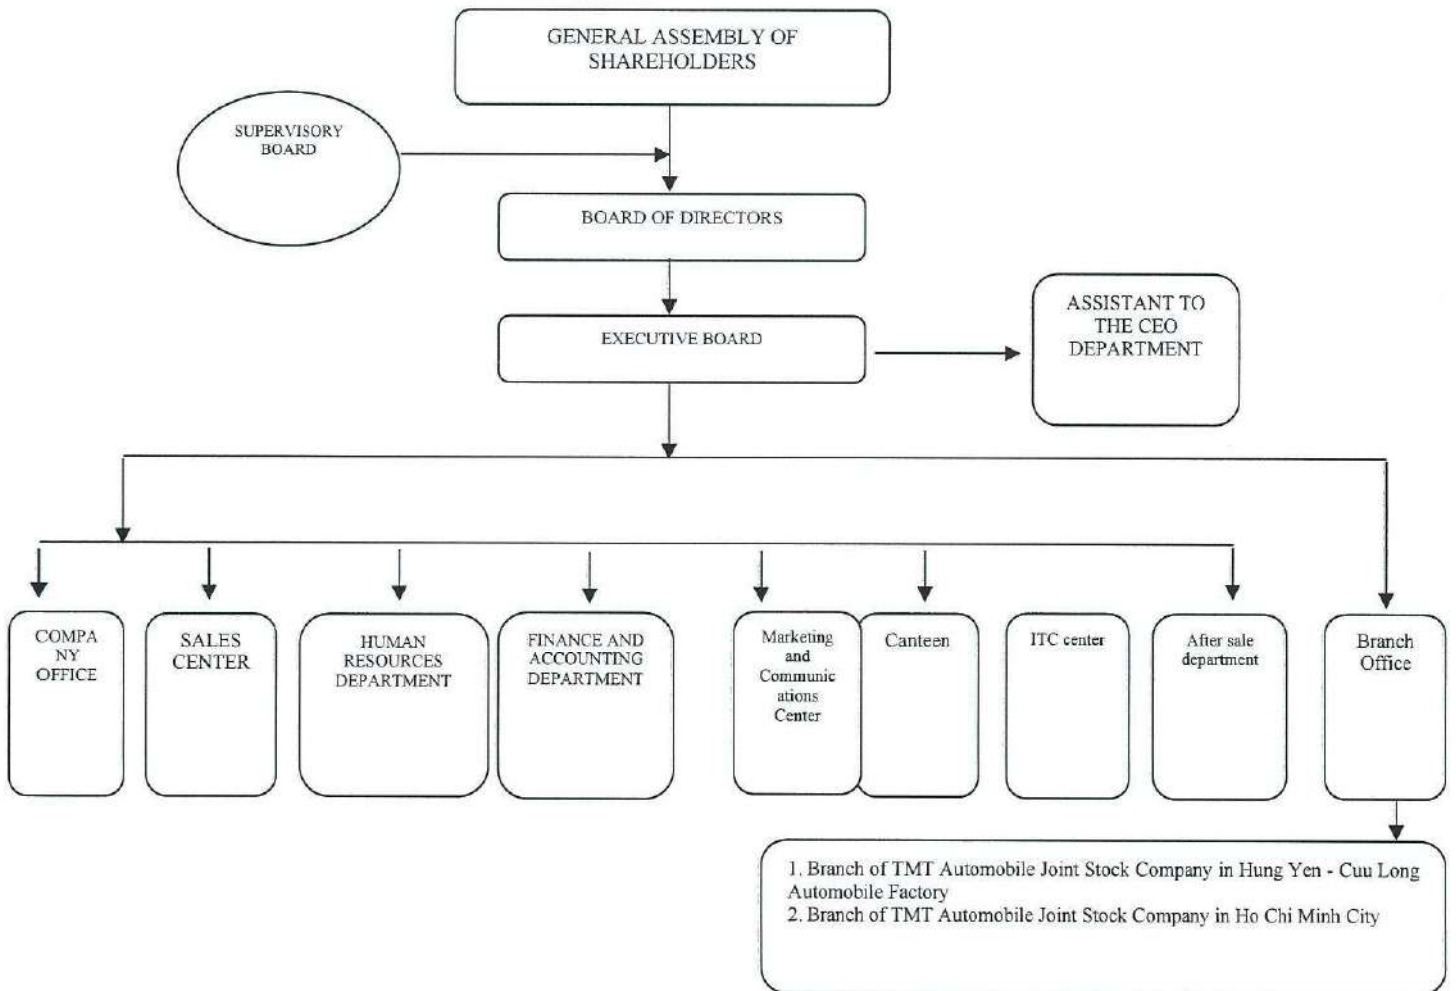 GENERAL ASSEMBLY OF
SHAREHOLDERS
SUPERVISORY
BOARD
BOARD OF DIRECTORS
EXECUTIVE BOARD
ASSISTANT TO
THE CEO
DEPARTMENT
COMPA
NY
OFFICE
SALES
CENTER
HUMAN
RESOURCES
DEPARTMENT
FINANCE AND
ACCOUNTING
DEPARTMENT
Marketing
and
Communic
ations
Center
Canteen
ITC center
After sale
department
Branch
Office
1. Branch of TMT Automobile Joint Stock Company in Hung Yen - Cuu Long
Automobile Factory
2. Branch of TMT Automobile Joint Stock Company in Ho Chi Minh City